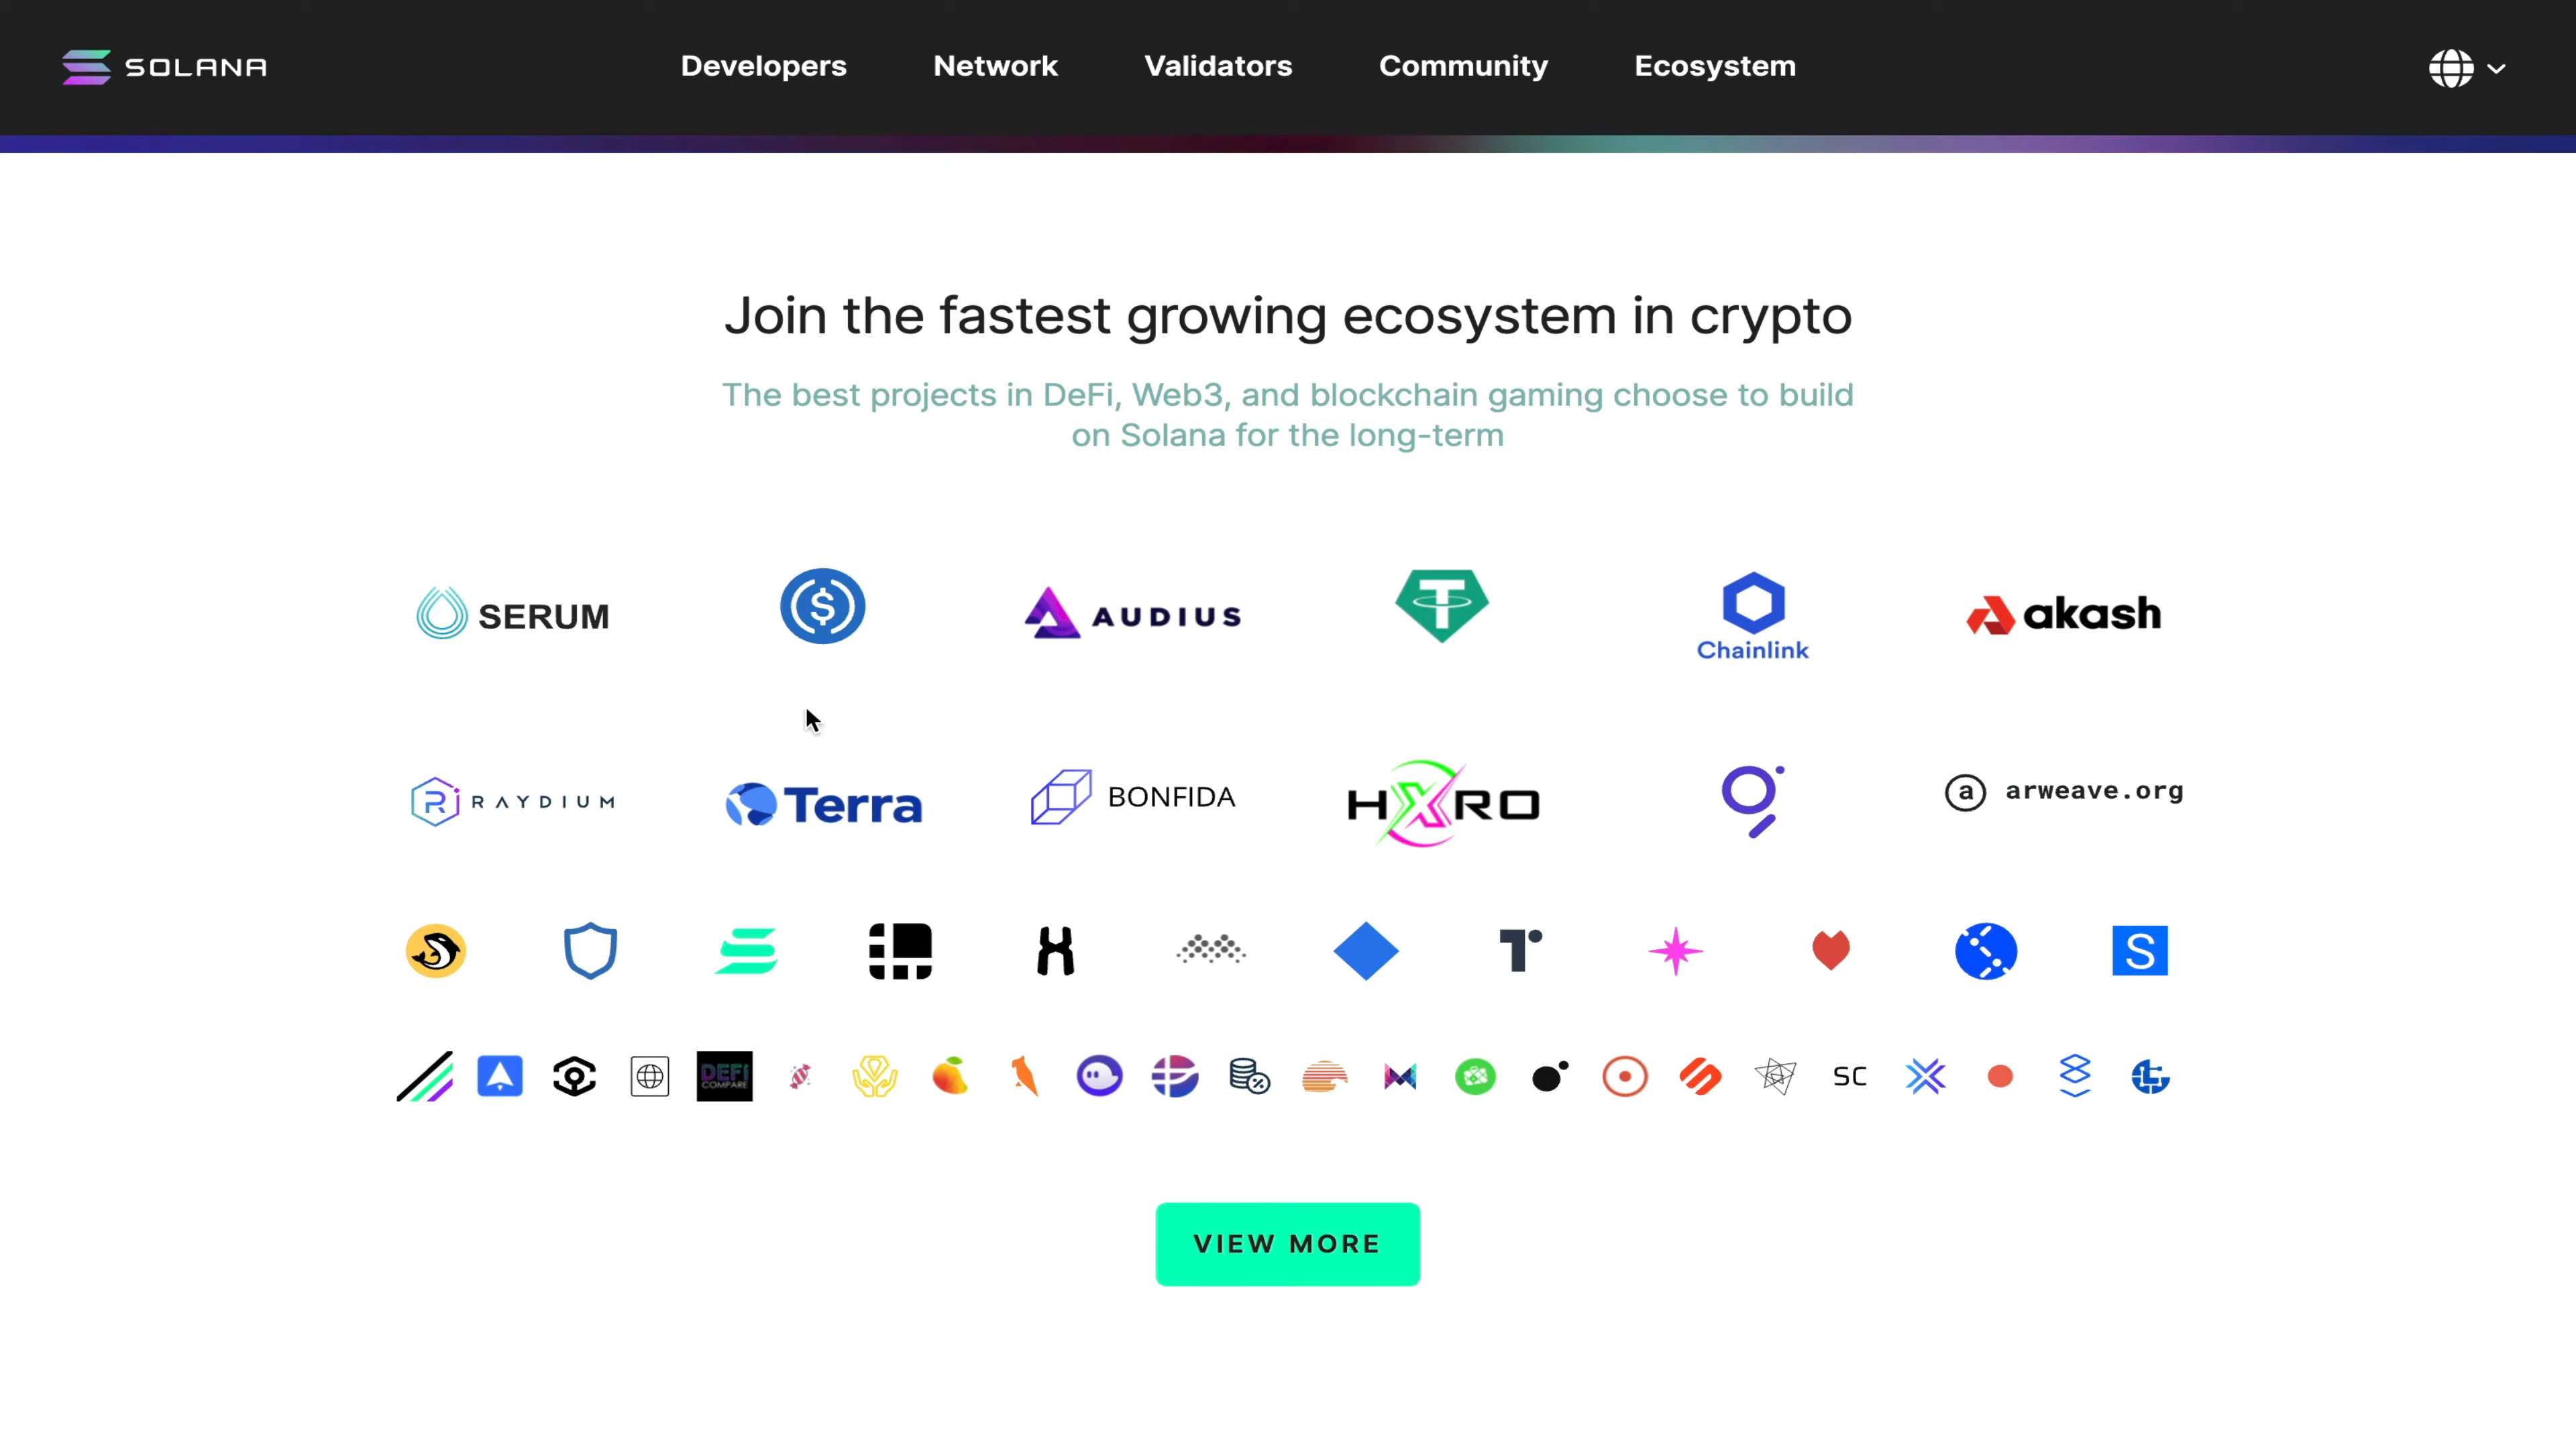 SOLANA
Developers Network Validators Community Ecosystem
Join the fastest growing ecosystem in crypto
The best projects in DeFi, Web3, and blockchain gaming choose to build
on Solana for the long-term
SERUM
AUDIUS
Chainlink
akash
RAYDIUM
Terra
BONFIDA
HXRO
a arweave.org
S
DEFI
COMPARE
SC
VIEW MORE